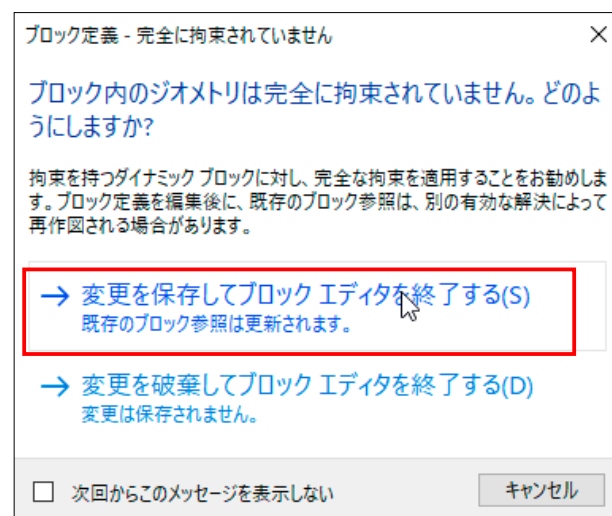 ブロック定義 - 完全に拘束されていません
ブロック内のジオメトリは完全に拘束されていません。どのよ
うにしますか?
拘束を持つダイナミック ブロックに対し、完全な拘束を適用することをお勧めしま
す。ブロック定義を編集後に、既存のブロック参照は、別の有効な解決によって
再作図される場合があります。
変更を保存してブロック エディタを終了する(S)
既存のブロック参照は更新されます。
変更を破棄してブロック エディタを終了する(D)
変更は保存されません。
次回からこのメッセージを表示しない
キャンセル